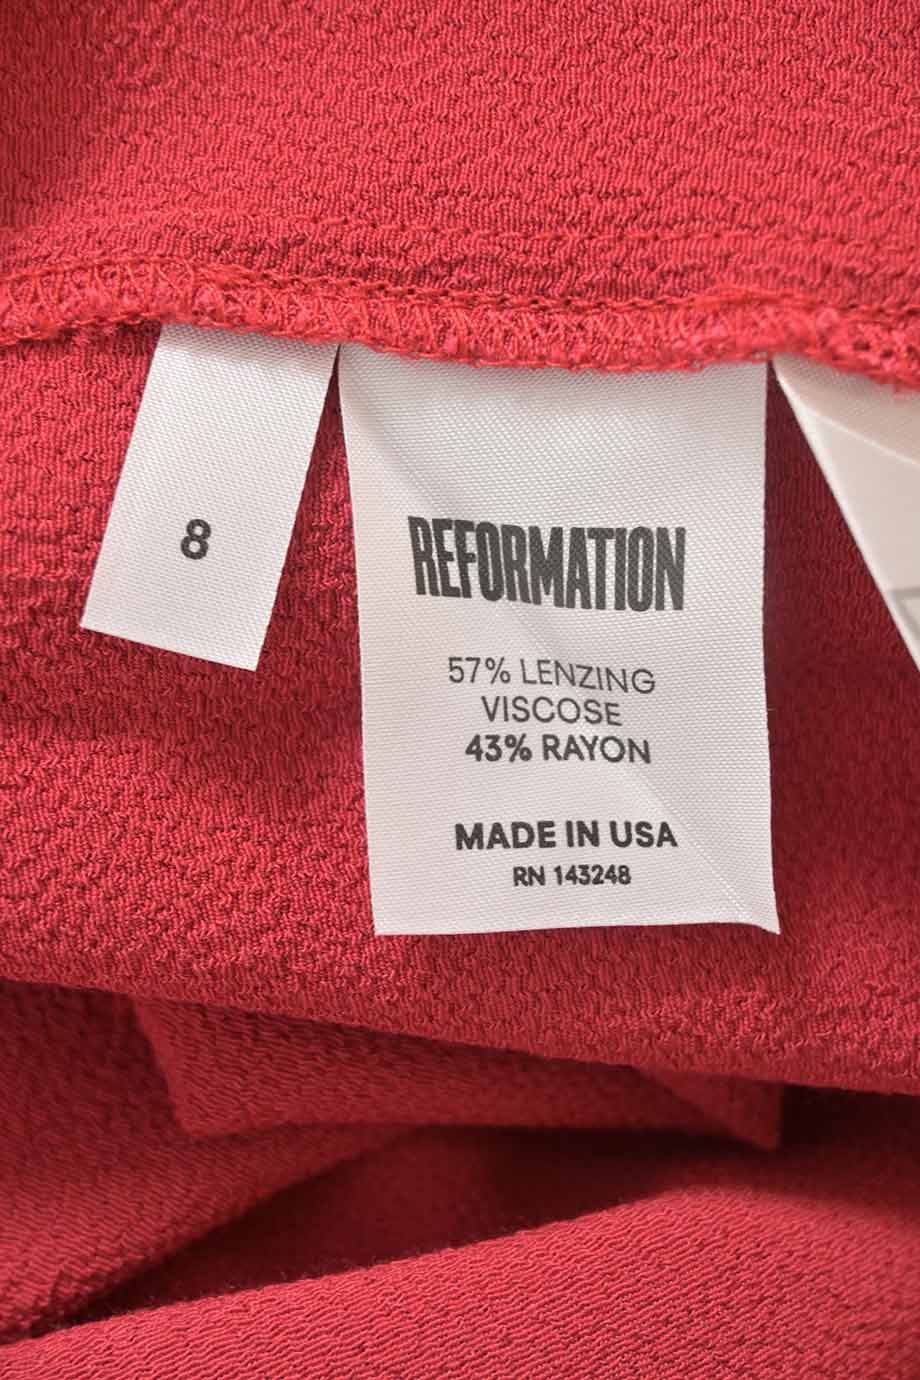 8
REFORMATION
57% LENZING
VISCOSE
43% RAYON
MADE IN USA
RN 143248